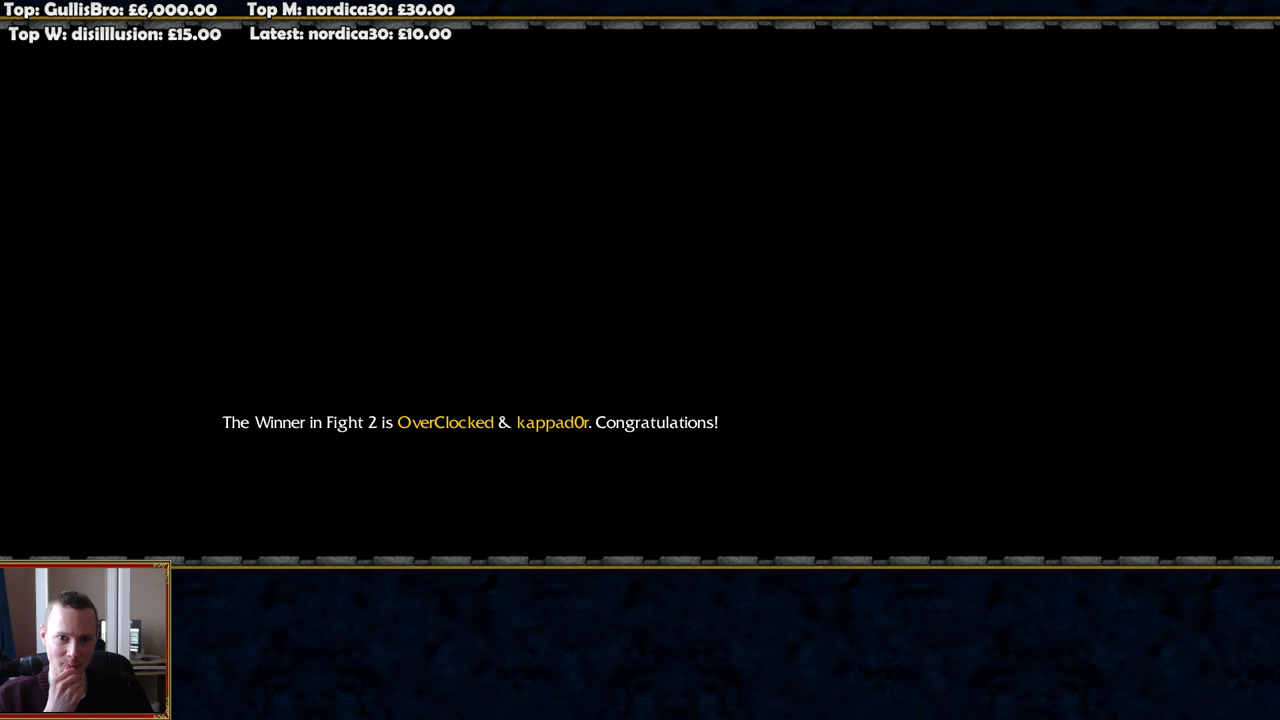 Top: GullisBro: £6,000.00 Top M: nordica30: £30.00
Top W: disilllusion: £15.00 Latest: nordica30: £10.00
The Winner in Fight 2 is OverClocked & kappad0r. Congratulations!